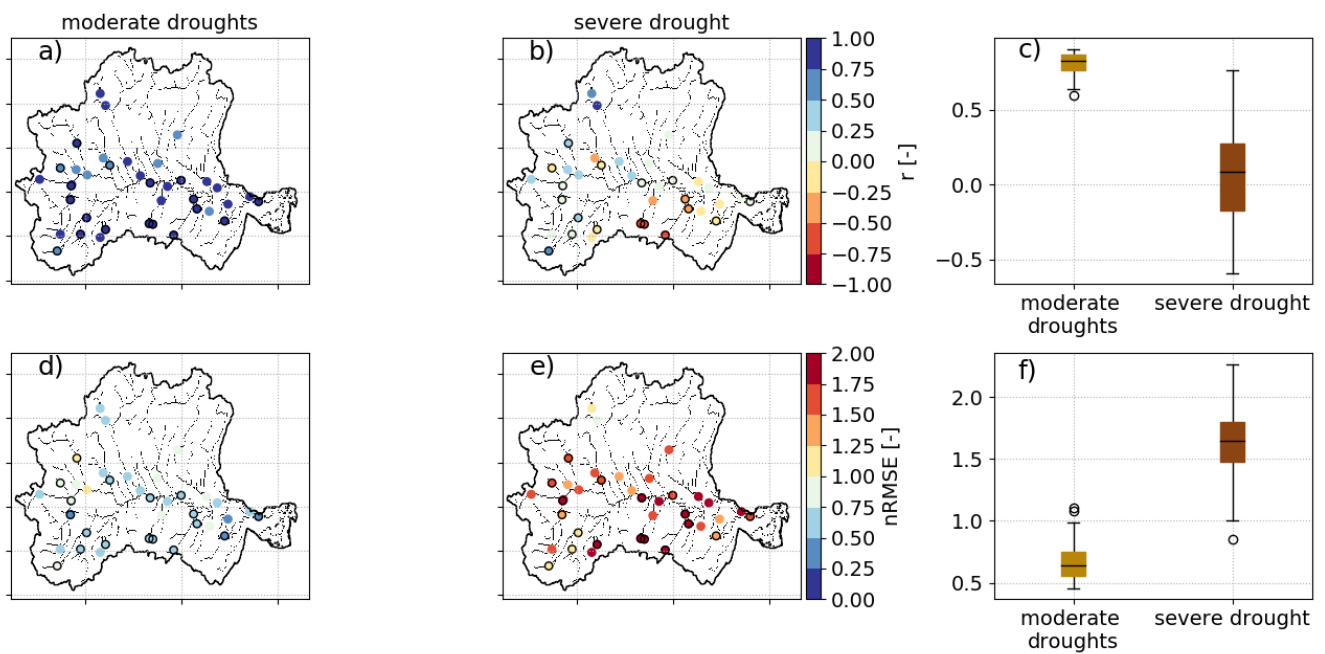 moderate droughts
severe drought
a)
b)
1.00
0.75
0.50
0.25
0.00
−0.25
−0.50
−0.75
−1.00
r [-]
c)
0.5
0.0
−0.5
moderate
droughts
severe drought
d)
e)
2.00
1.75
1.50
1.25
1.00
0.75
0.50
0.25
0.00
nRMSE [-]
f)
2.0
1.5
1.0
0.5
moderate
droughts
severe drought